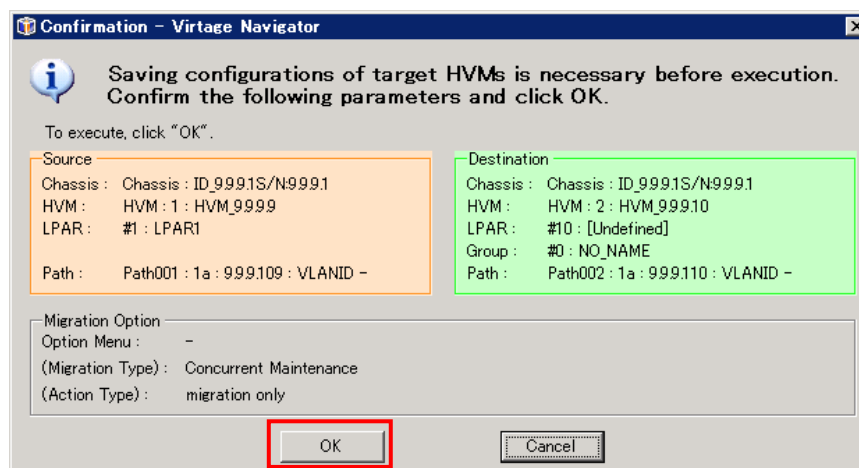 Confirmation - Virtage Navigator
Saving configurations of target HVMs is necessary before execution.
Confirm the following parameters and click OK.
To execute, click "OK".
Source
Chassis : Chassis : ID_9.9.9.1S/N:9.9.9.1
HVM : HVM : 1 : HVM_9.9.9.9
LPAR : #1 : LPAR1
Path : Path001 : 1a : 9.9.9.109 : VLANID -
Destination
Chassis : Chassis : ID_9.9.9.1S/N:9.9.9.1
HVM : HVM : 2 : HVM_9.9.9.10
LPAR : #10 : [Undefined]
Group : #0 : NO_NAME
Path : Path002 : 1a : 9.9.9.110 : VLANID -
Migration Option
Option Menu : -
(Migration Type) : Concurrent Maintenance
(Action Type) : migration only
OK Cancel